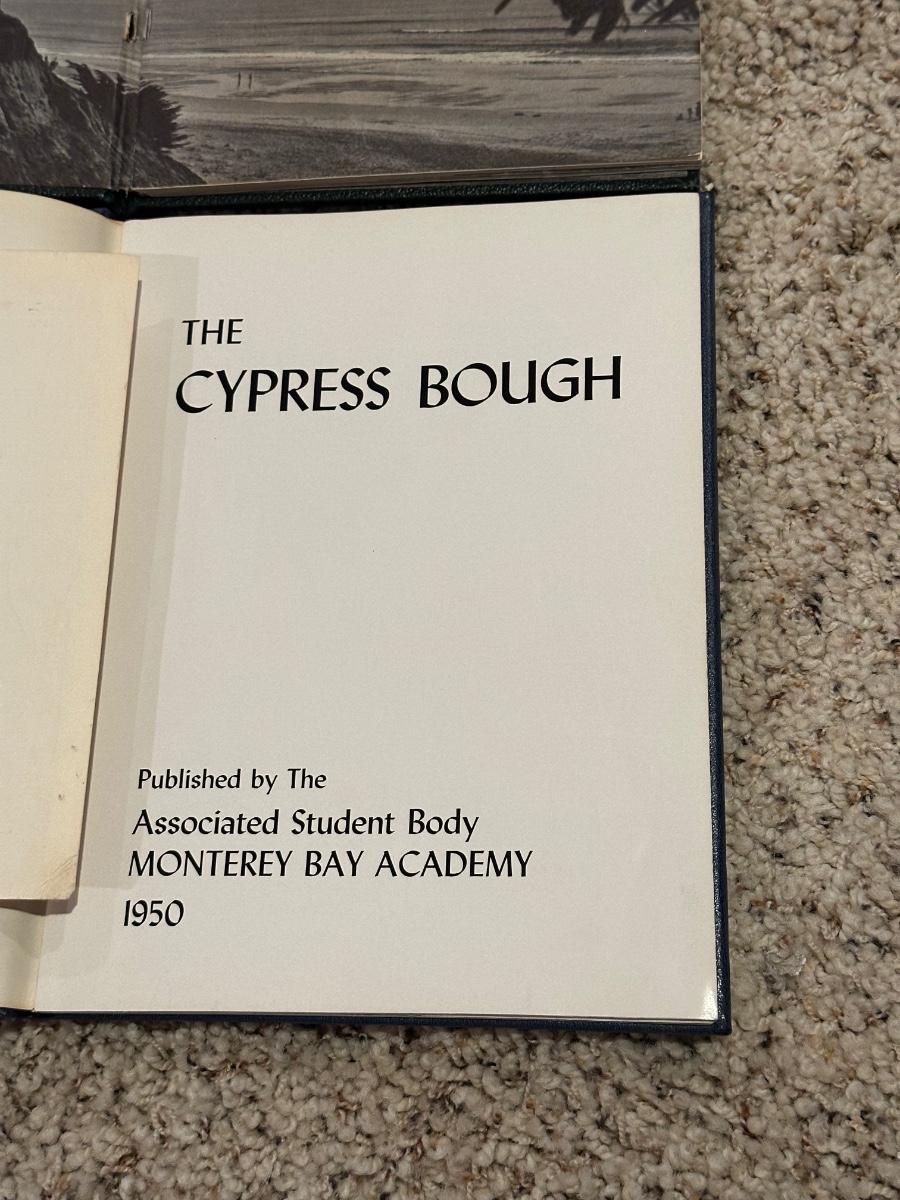 THE
CYPRESS BOUGH
Published by The
Associated Student Body
MONTEREY BAY ACADEMY
1950